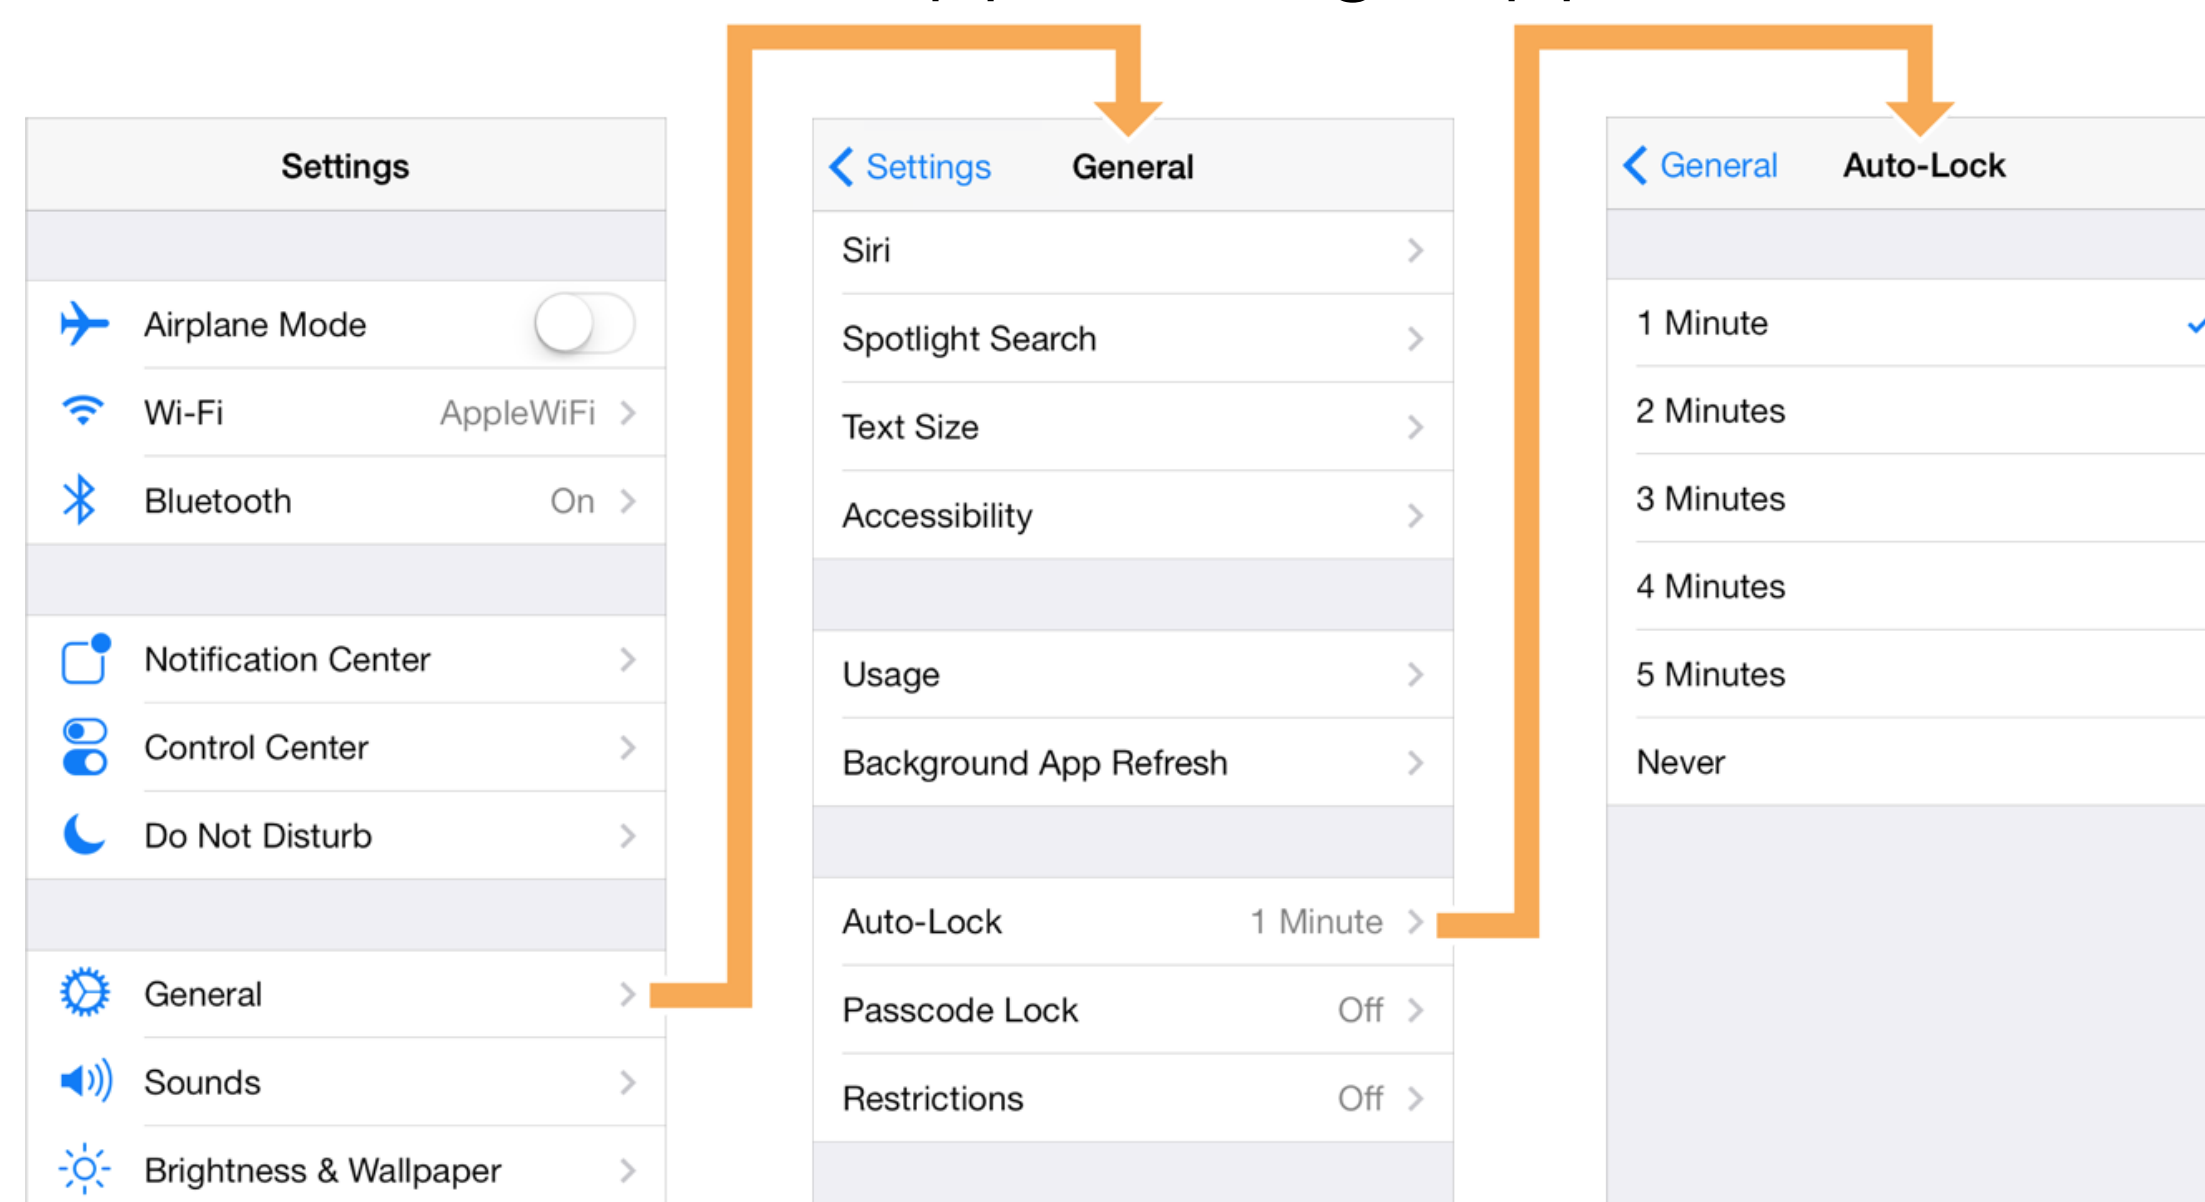 Settings
Airplane Mode
Wi-Fi AppleWiFi
Bluetooth On
Notification Center
Control Center
Do Not Disturb
General
Sounds
Brightness & Wallpaper
Settings General
Siri
Spotlight Search
Text Size
Accessibility
Usage
Background App Refresh
Auto-Lock 1 Minute
Passcode Lock Off
Restrictions Off
General Auto-Lock
1 Minute
2 Minutes
3 Minutes
4 Minutes
5 Minutes
Never